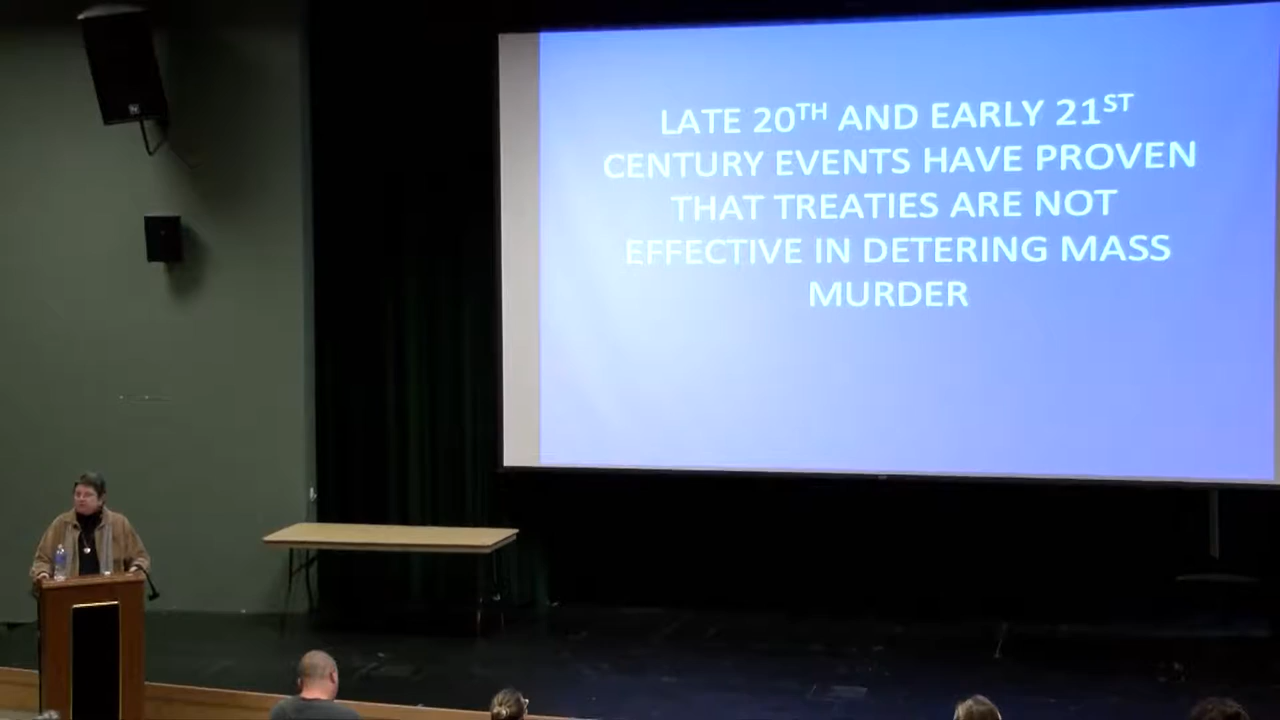 LATE 20TH AND EARLY 21ST
CENTURY EVENTS HAVE PROVEN
THAT TREATIES ARE NOT
EFFECTIVE IN DETERING MASS
MURDER